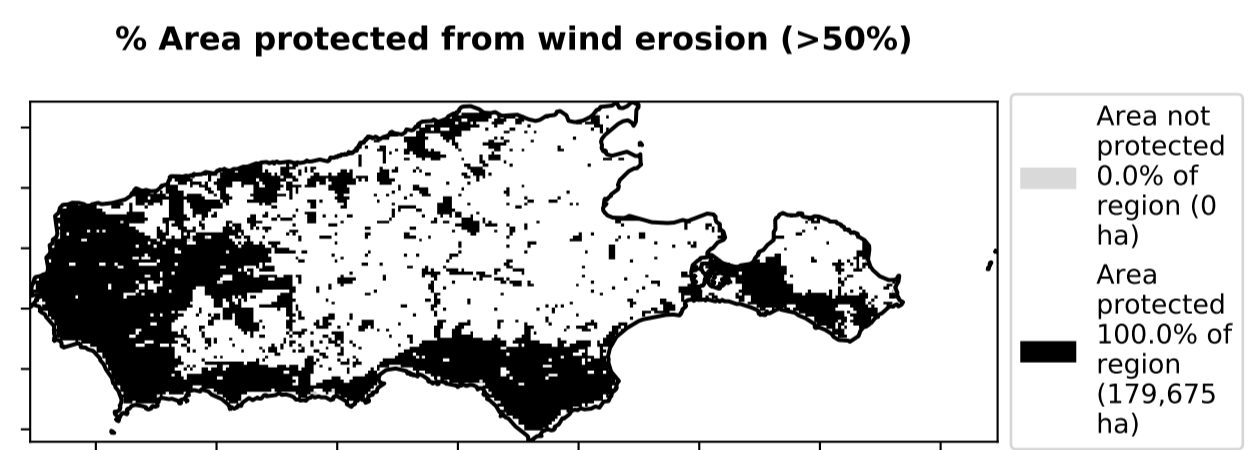 % Area protected from wind erosion (>50%)
Area not
protected
0.0% of
region (0
ha)
Area
protected
100.0% of
region
(179,675
ha)